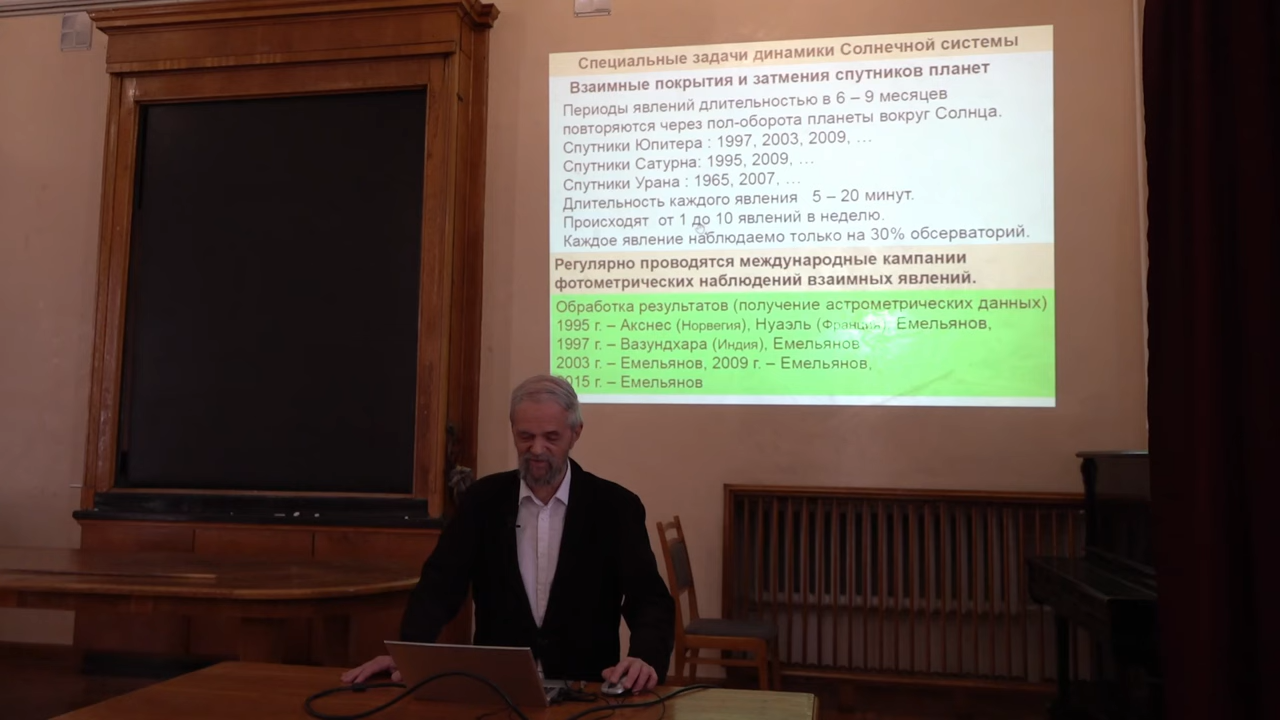 Специальные задачи динамики Солнечной системы
Взаимные покрытия и затмения спутников планет
Периоды явлений длительностью в 6 – 9 месяцев
повторяются через пол-оборота планеты вокруг Солнца.
Спутники Юпитера : 1997, 2003, 2009, …
Спутники Сатурна: 1995, 2009, …
Спутники Урана : 1965, 2007, …
Длительность каждого явления 5 – 20 минут.
Происходят от 1 до 10 явлений в неделю.
Каждое явление наблюдаемо только на 30% обсерваторий.
Регулярно проводятся международные кампании
фотометрических наблюдений взаимных явлений.
Обработка результатов (получение астрометрических данных)
1995 г. – Акснес (Норвегия), Нуаэль (Франция), Емельянов,
1997 г. – Вазундхара (Индия), Емельянов
2003 г. – Емельянов, 2009 г. – Емельянов,
2015 г. – Емельянов